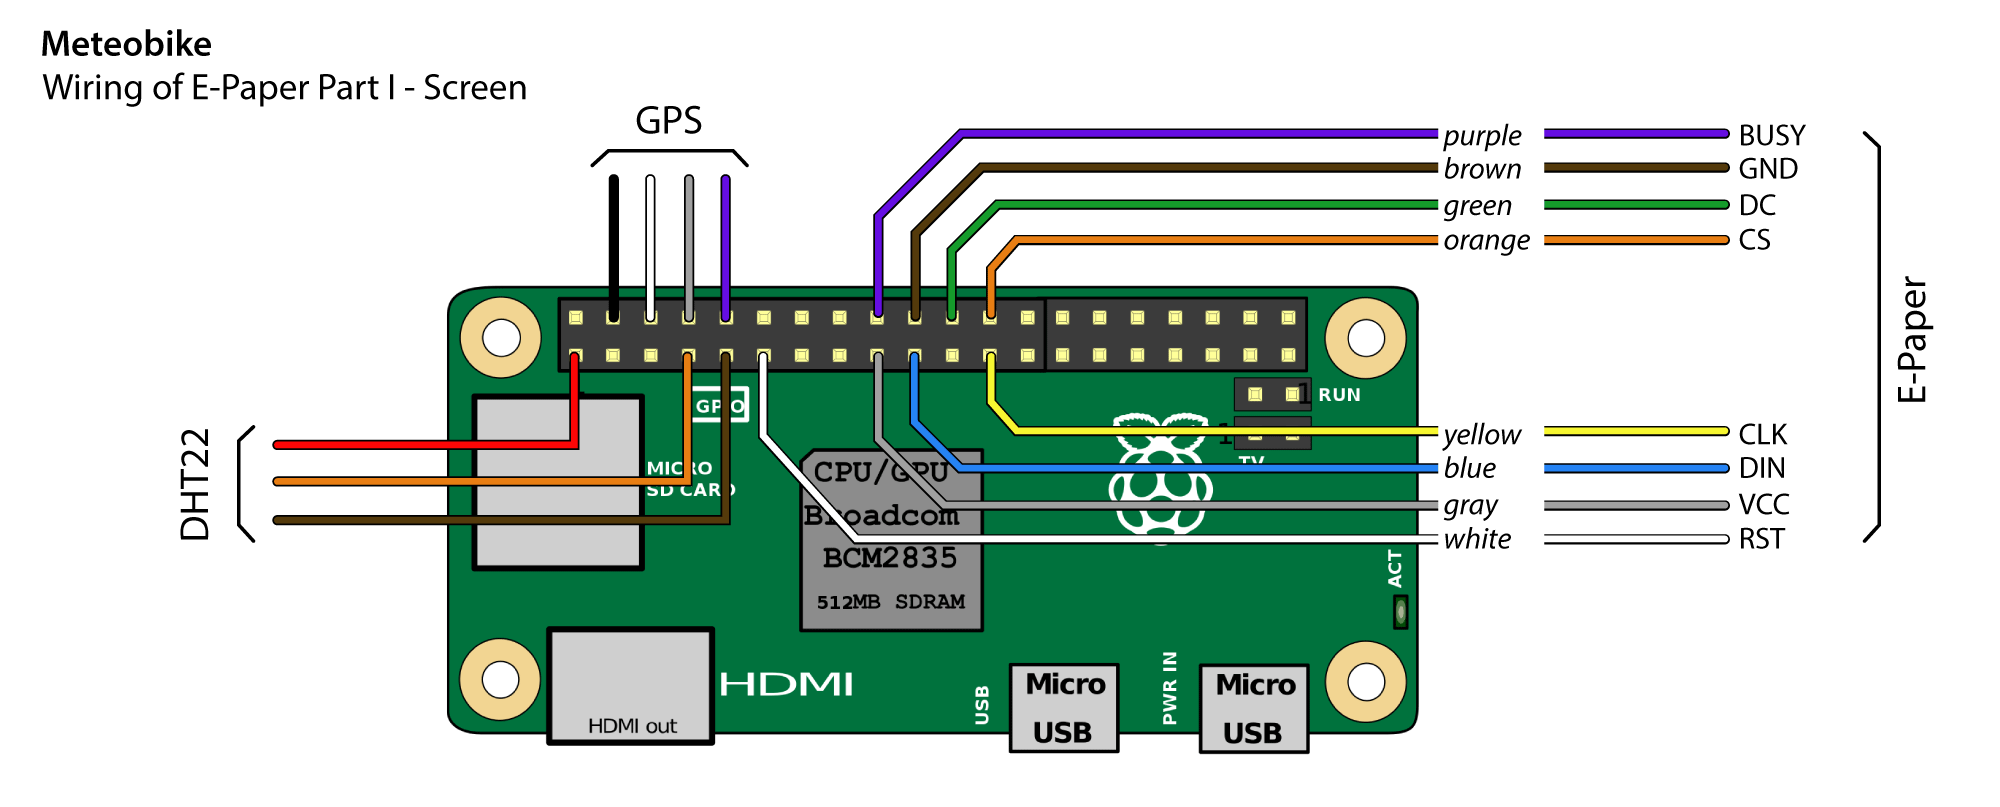 Meteobike
Wiring of E-Paper Part I - Screen
GPS
purple BUSY
brown GND
green DC
orange CS
E-Paper
1 RUN
1
TV
GPIO
DHT22
MICRO
SD CARD
CPU/GPU
Broadcom
BCM2835
512MB SDRAM
yellow CLK
blue DIN
gray VCC
white RST
ACT
HDMI
HDMI out
USB
Micro
USB
PWR IN
Micro
USB